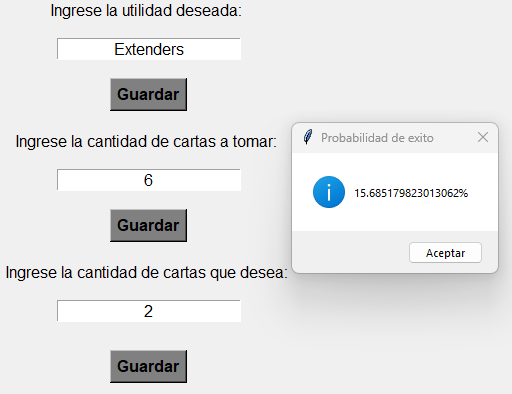 Ingrese la utilidad deseada:
Extenders
Guardar
Ingrese la cantidad de cartas a tomar:
6
Guardar
Ingrese la cantidad de cartas que desea:
2
Guardar
Probabilidad de exito
15.685179823013062%
Aceptar